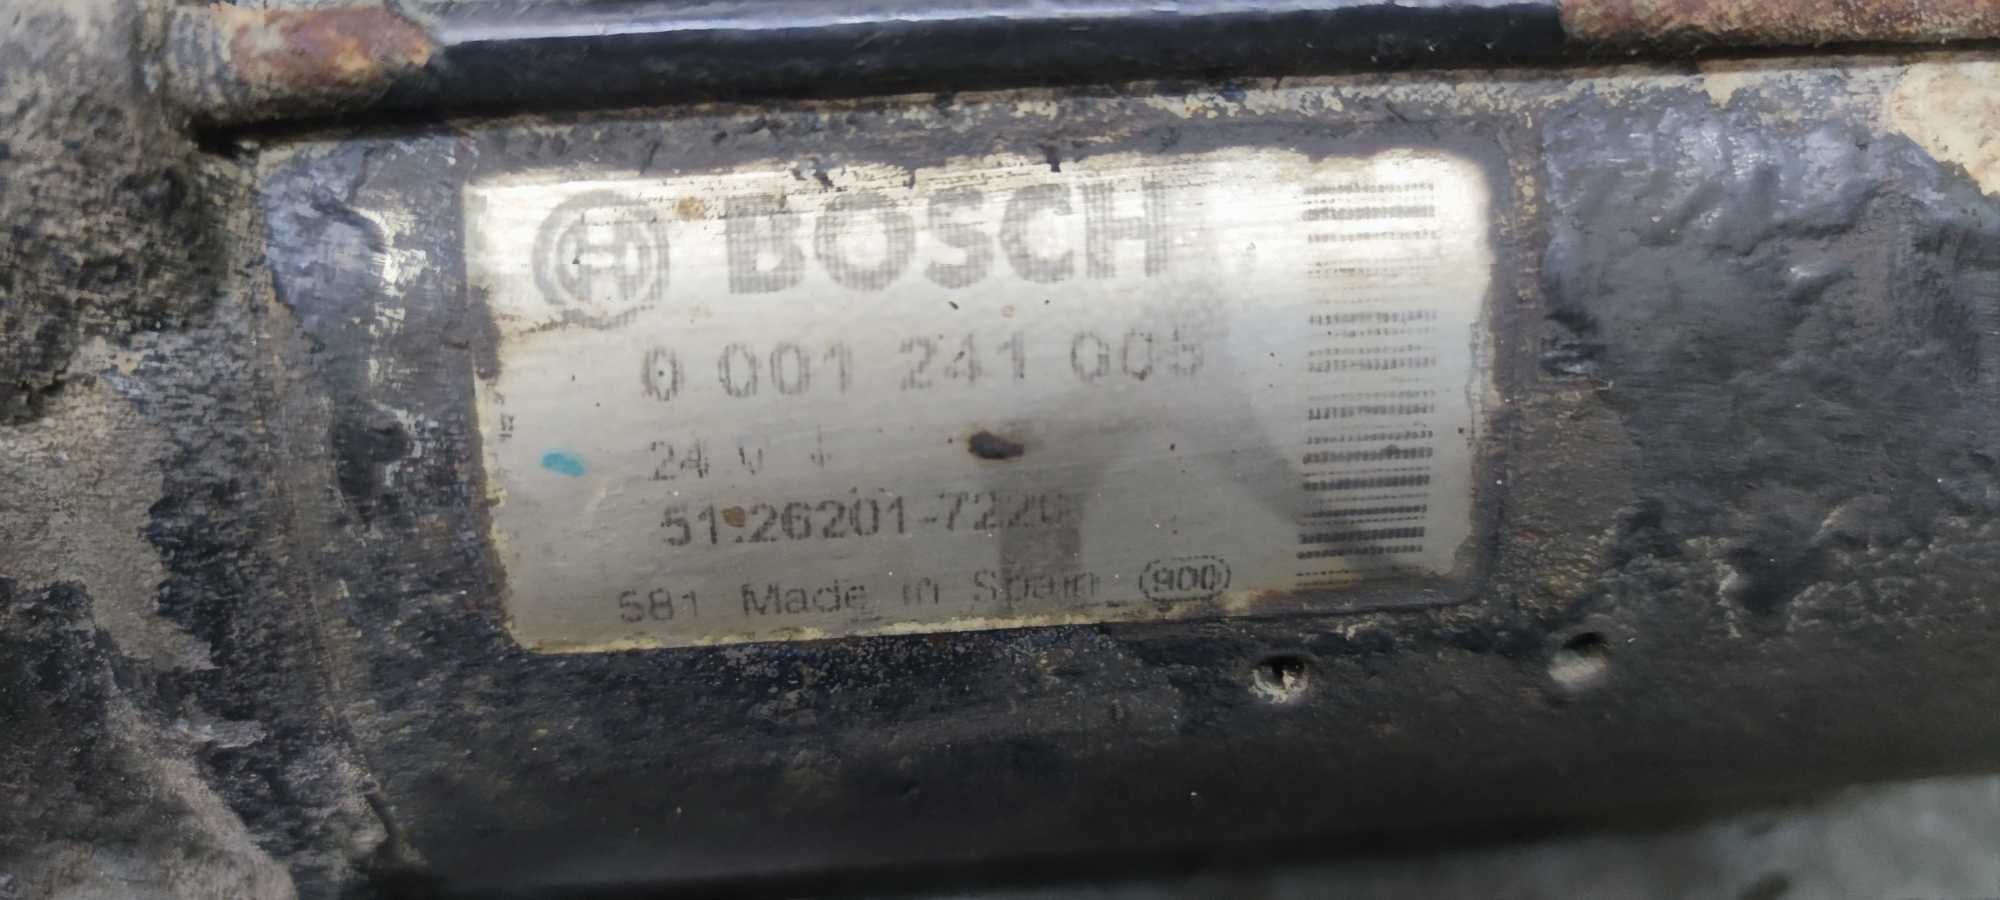 BOSCH
0 001 241 005
24 V
51.26201-7220
581 Made in Spain 900